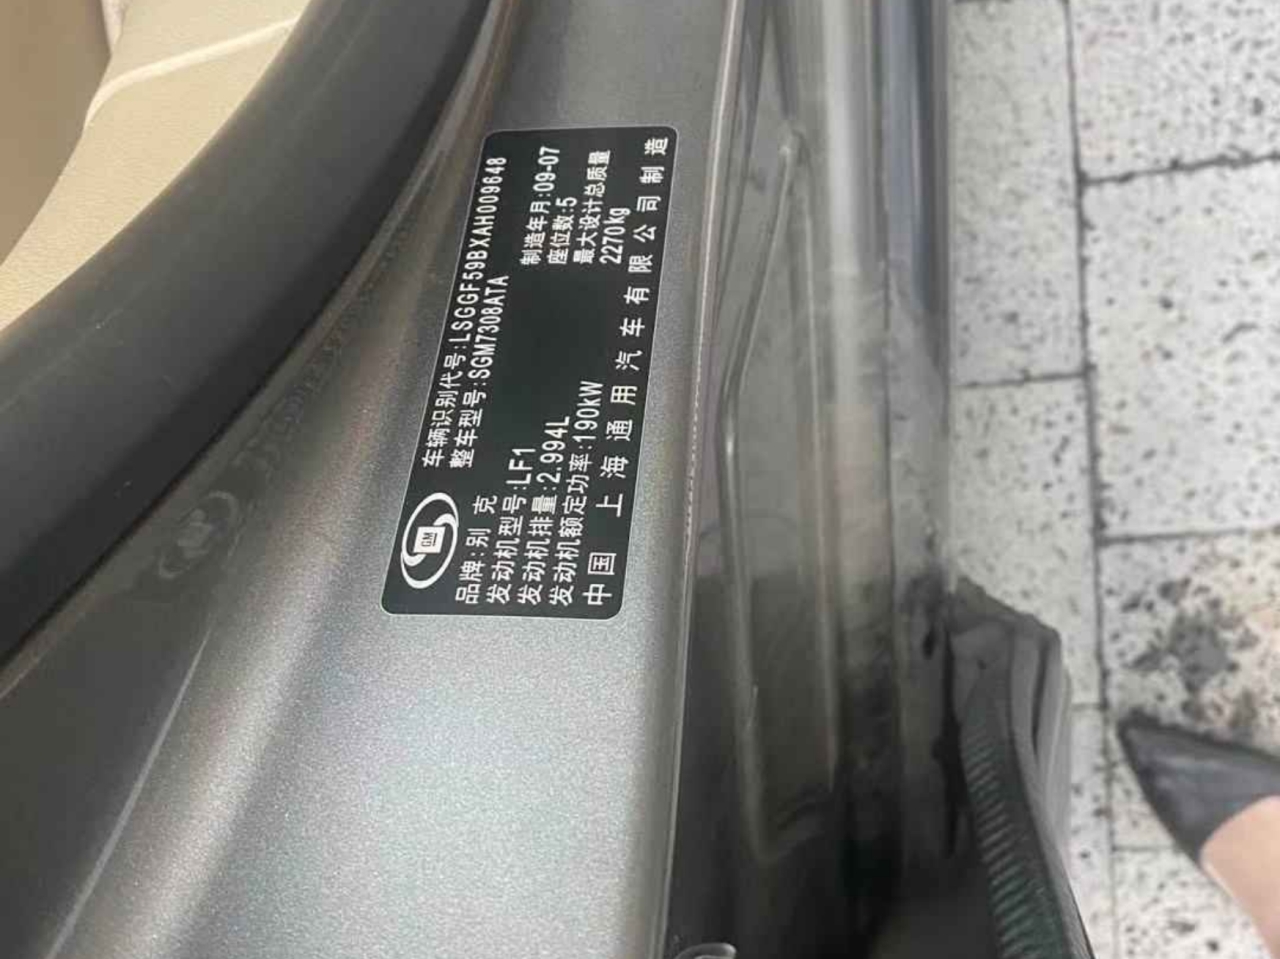 车辆识别代号:LSGGF59BXAH009648
整车型号:SGM7308ATA
GM
品牌:别 克
发动机型号:LF1
制造年月:09-07
发动机排量:2.994L
座位数:5
发动机额定功率:190kW
最大设计总质量
2270kg
中国 上海通用汽车有限公司制造